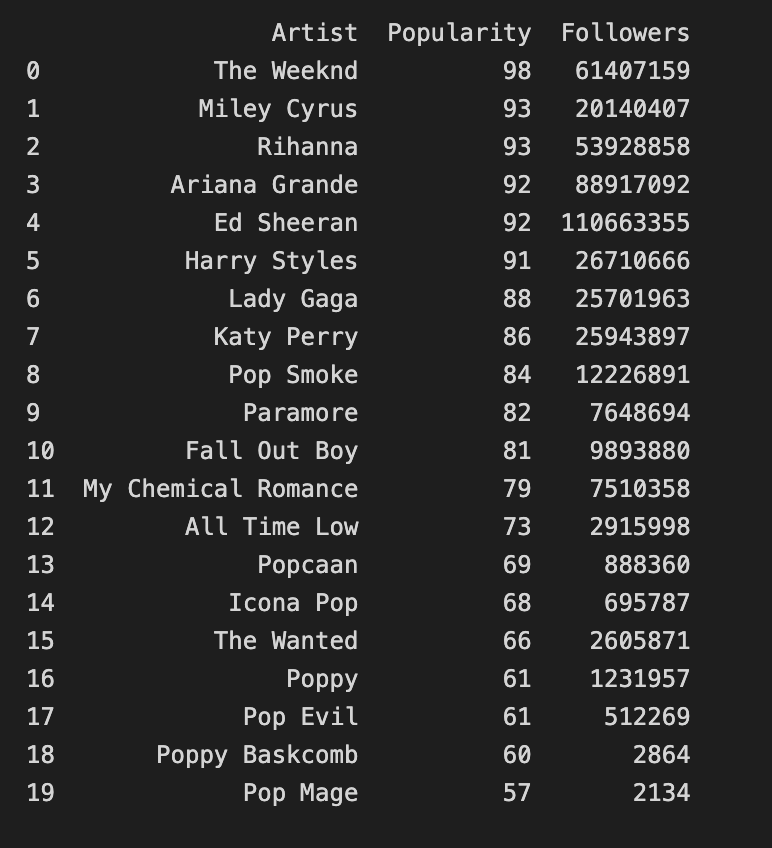 Artist Popularity Followers
0 The Weeknd 98 61407159
1 Miley Cyrus 93 20140407
2 Rihanna 93 53928858
3 Ariana Grande 92 88917092
4 Ed Sheeran 92 110663355
5 Harry Styles 91 26710666
6 Lady Gaga 88 25701963
7 Katy Perry 86 25943897
8 Pop Smoke 84 12226891
9 Paramore 82 7648694
10 Fall Out Boy 81 9893880
11 My Chemical Romance 79 7510358
12 All Time Low 73 2915998
13 Popcaan 69 888360
14 Icona Pop 68 695787
15 The Wanted 66 2605871
16 Poppy 61 1231957
17 Pop Evil 61 512269
18 Poppy Baskcomb 60 2864
19 Pop Mage 57 2134